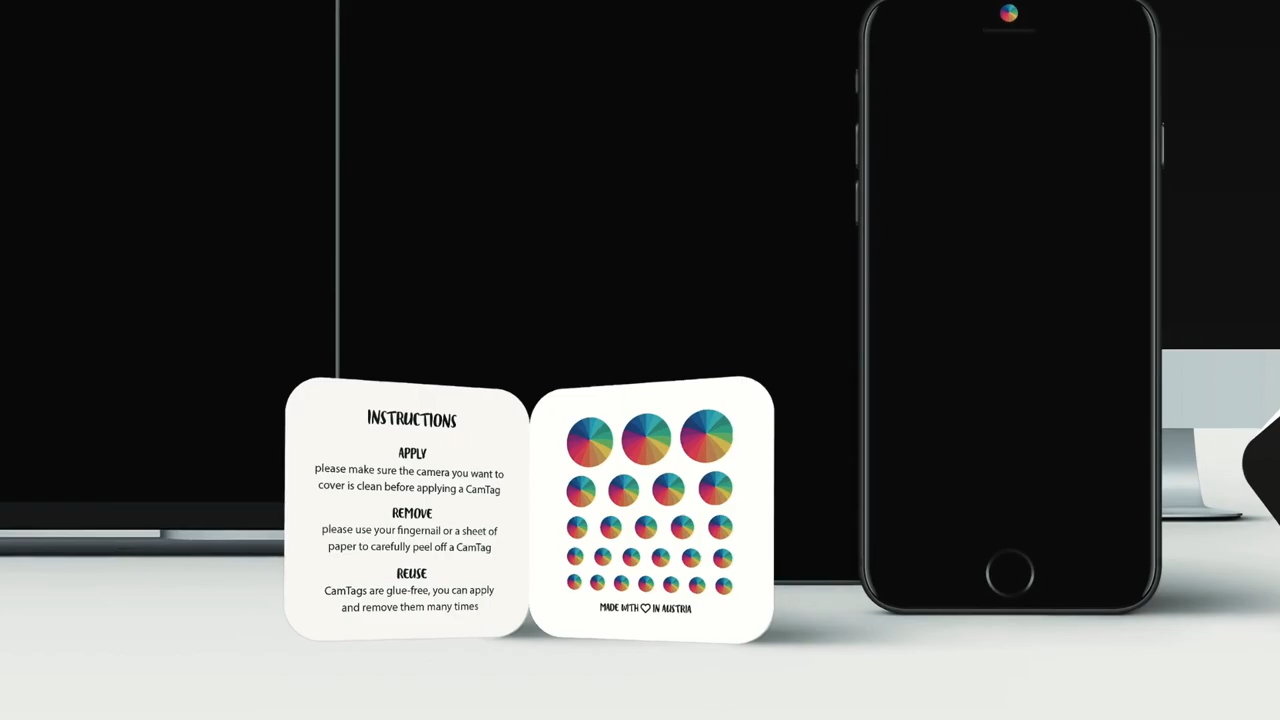 INSTRUCTIONS
APPLY
please make sure the camera you want to
cover is clean before applying a CamTag
REMOVE
please use your fingernail or a sheet of
paper to carefully peel off a CamTag
REUSE
CamTags are glue-free, you can apply
and remove them many times
MADE WITH ♡ IN AUSTRIA